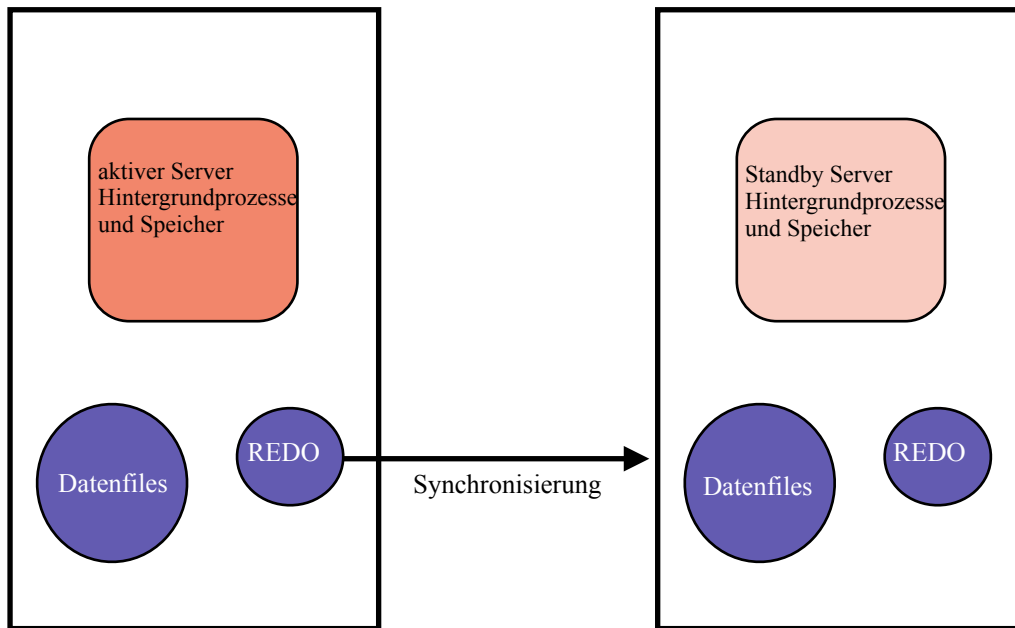 aktiver Server
Hintergrundprozesse
und Speicher
Standby Server
Hintergrundprozesse
und Speicher
REDO
Datenfiles
Synchronisierung
REDO
Datenfiles